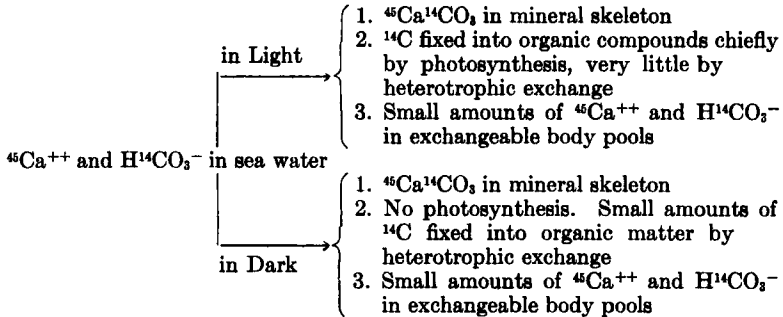 1. ⁴⁵Ca¹⁴CO₃ in mineral skeleton
2. ¹⁴C fixed into organic compounds chiefly
by photosynthesis, very little by
heterotrophic exchange
3. Small amounts of ⁴⁵Ca⁺⁺ and H¹⁴CO₃⁻
in exchangeable body pools
in Light
⁴⁵Ca⁺⁺ and H¹⁴CO₃⁻ in sea water
in Dark
1. ⁴⁵Ca¹⁴CO₃ in mineral skeleton
2. No photosynthesis. Small amounts of
¹⁴C fixed into organic matter by
heterotrophic exchange
3. Small amounts of ⁴⁵Ca⁺⁺ and H¹⁴CO₃⁻
in exchangeable body pools